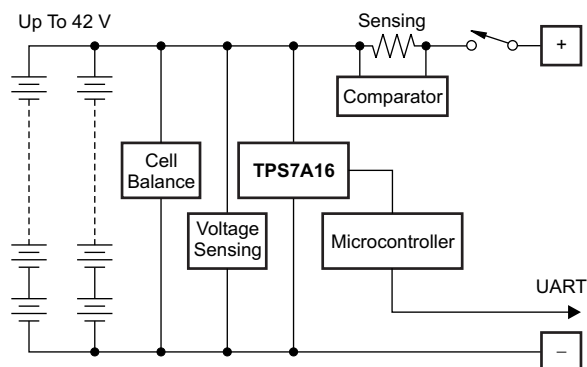 Up To 42 V
Sensing
+
Comparator
Cell
Balance
TPS7A16
Voltage
Sensing
Microcontroller
UART
−